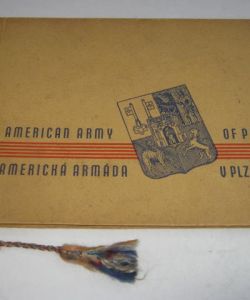 AMERICAN ARMY OF P
AMERICKÁ ARMÁDA V PLZ